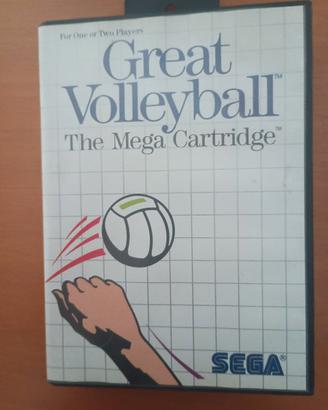 For One or Two Players
Great
Volleyball™
The Mega Cartridge™
SEGA®